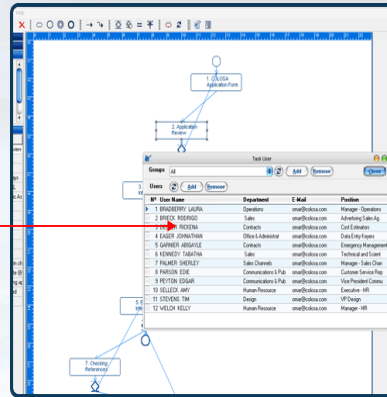 1. COLOSA
Application Form
2. Application
Review
Task User
Groups All Add Remove Close
Users Add Remove
Nº User Name Department E-Mail Position
1 BRADBERRY LAURA Operations omar@colosa.com Manager - Operations
2 BRIECK RODRIGO Sales omar@colosa.com Advertising Sales Ag
3 RICKENA Contacts omar@colosa.com Cost Estimators
4 EAGER JOHNATHAN Office & Administrat omar@colosa.com Data Entry Keyers
5 GARNIER ABIGAYLE Contacts omar@colosa.com Emergency Management
6 KENNEDY TABATHA Sales omar@colosa.com Technical and Scient
7 PALMER SHERLEY Sales Channels omar@colosa.com Manager - Sales Chan
8 PARSON EDIE Communications & Pub omar@colosa.com Customer Service Rep
9 PEYTON EDGAR Communications & Pub omar@colosa.com Vice President Commu
10 SELLECK AMY Human Resource omar@colosa.com Executive - HR
11 STEVENS TIM Design omar@colosa.com VP Design
12 WELCH KELLY Human Resource omar@colosa.com Manager - HR
7. Checking
References